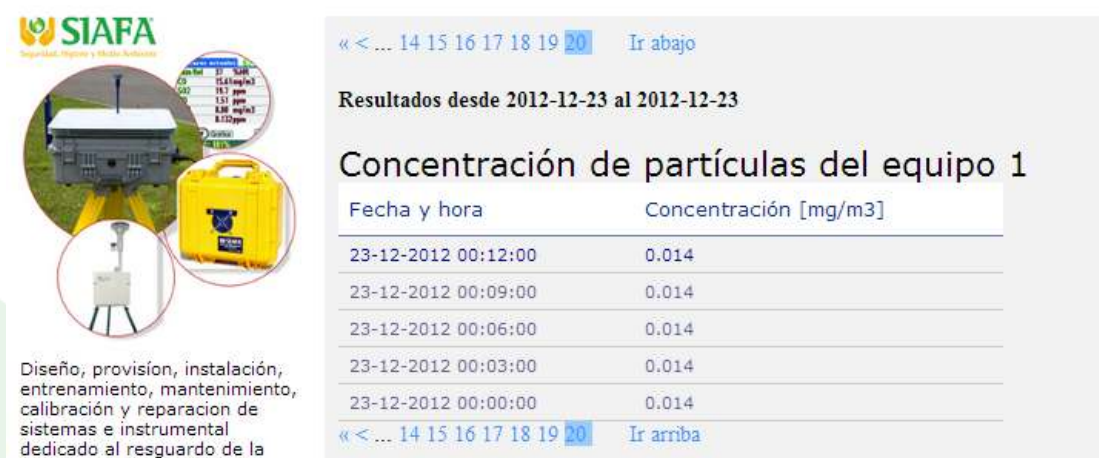 SIAFA
Seguridad, Higiene y Medio Ambiente
Diseño, provisíon, instalación,
entrenamiento, mantenimiento,
calibración y reparacion de
sistemas e instrumental
dedicado al resguardo de la
« < ... 14 15 16 17 18 19 20 Ir abajo
Resultados desde 2012-12-23 al 2012-12-23
Concentración de partículas del equipo 1
Fecha y hora Concentración [mg/m3]
23-12-2012 00:12:00 0.014
23-12-2012 00:09:00 0.014
23-12-2012 00:06:00 0.014
23-12-2012 00:03:00 0.014
23-12-2012 00:00:00 0.014
« < ... 14 15 16 17 18 19 20 Ir arriba